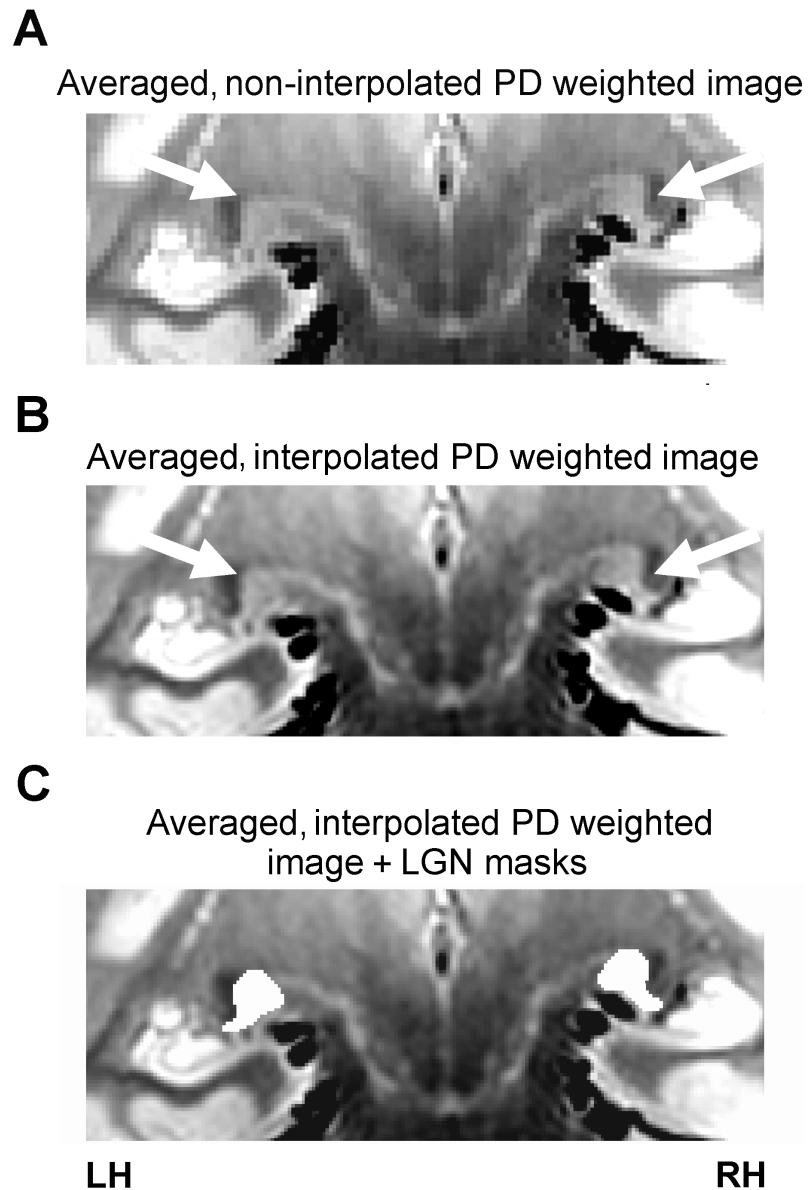 A
Averaged, non-interpolated PD weighted image
B
Averaged, interpolated PD weighted image
C
Averaged, interpolated PD weighted
image + LGN masks
LH RH